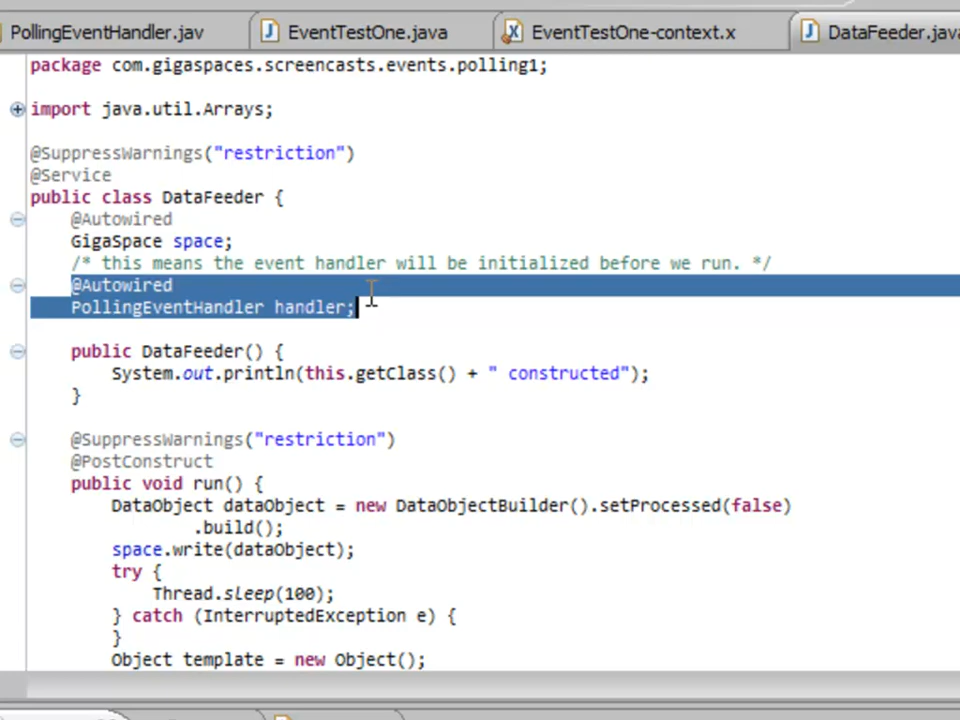 PollingEventHandler.jav
EventTestOne.java
EventTestOne-context.x
DataFeeder.java
package com.gigaspaces.screencasts.events.polling1;
import java.util.Arrays;
@SuppressWarnings("restriction")
@Service
public class DataFeeder {
@Autowired
GigaSpace space;
/* this means the event handler will be initialized before we run. */
@Autowired
PollingEventHandler handler;
public DataFeeder() {
System.out.println(this.getClass() + " constructed");
}
@SuppressWarnings("restriction")
@PostConstruct
public void run() {
DataObject dataObject = new DataObjectBuilder().setProcessed(false)
.build();
space.write(dataObject);
try {
Thread.sleep(100);
} catch (InterruptedException e) {
}
Object template = new Object();